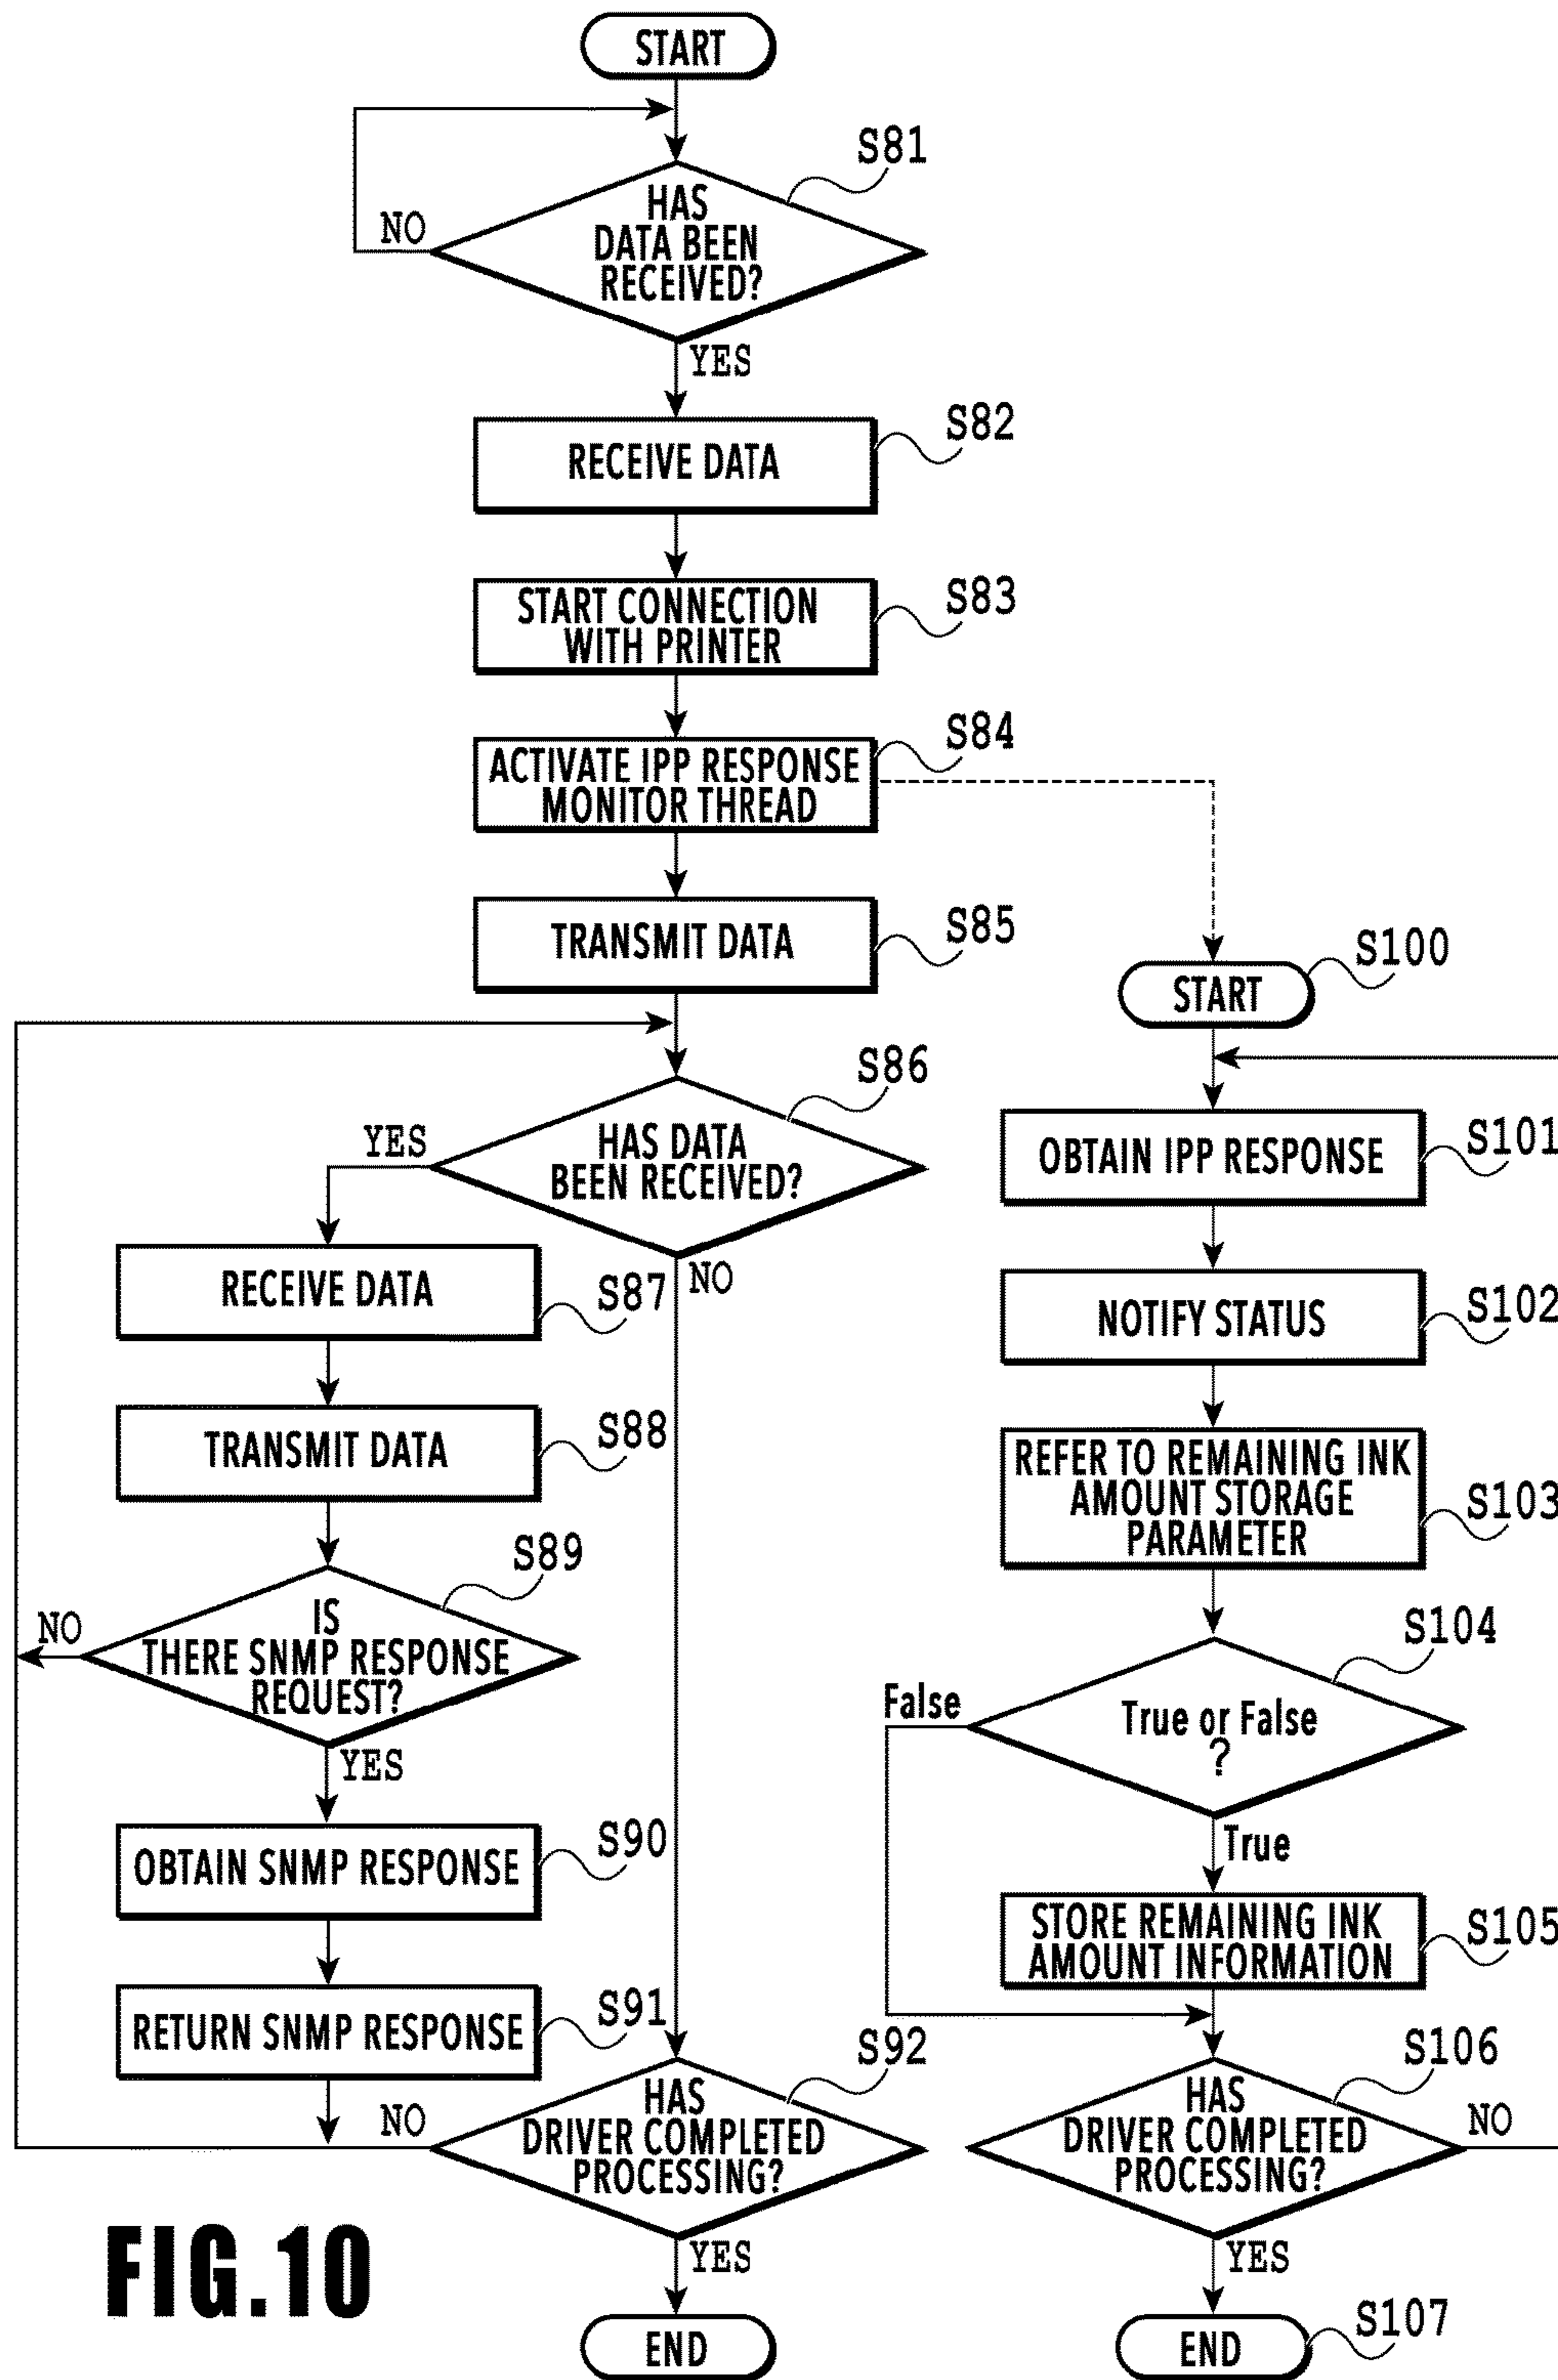 START
S81
HAS
DATA BEEN
RECEIVED?
NO
YES
S82
RECEIVE DATA
S83
START CONNECTION
WITH PRINTER
S84
ACTIVATE IPP RESPONSE
MONITOR THREAD
S85
TRANSMIT DATA
S86
HAS DATA
BEEN RECEIVED?
YES
NO
S87
RECEIVE DATA
S88
TRANSMIT DATA
S89
IS
THERE SNMP RESPONSE
REQUEST?
NO
YES
S90
OBTAIN SNMP RESPONSE
S91
RETURN SNMP RESPONSE
S92
HAS
DRIVER COMPLETED
PROCESSING?
NO
YES
END
S100
START
S101
OBTAIN IPP RESPONSE
S102
NOTIFY STATUS
S103
REFER TO REMAINING INK
AMOUNT STORAGE
PARAMETER
S104
True or False
?
False
True
S105
STORE REMAINING INK
AMOUNT INFORMATION
S106
HAS
DRIVER COMPLETED
PROCESSING?
NO
YES
S107
END
FIG.10